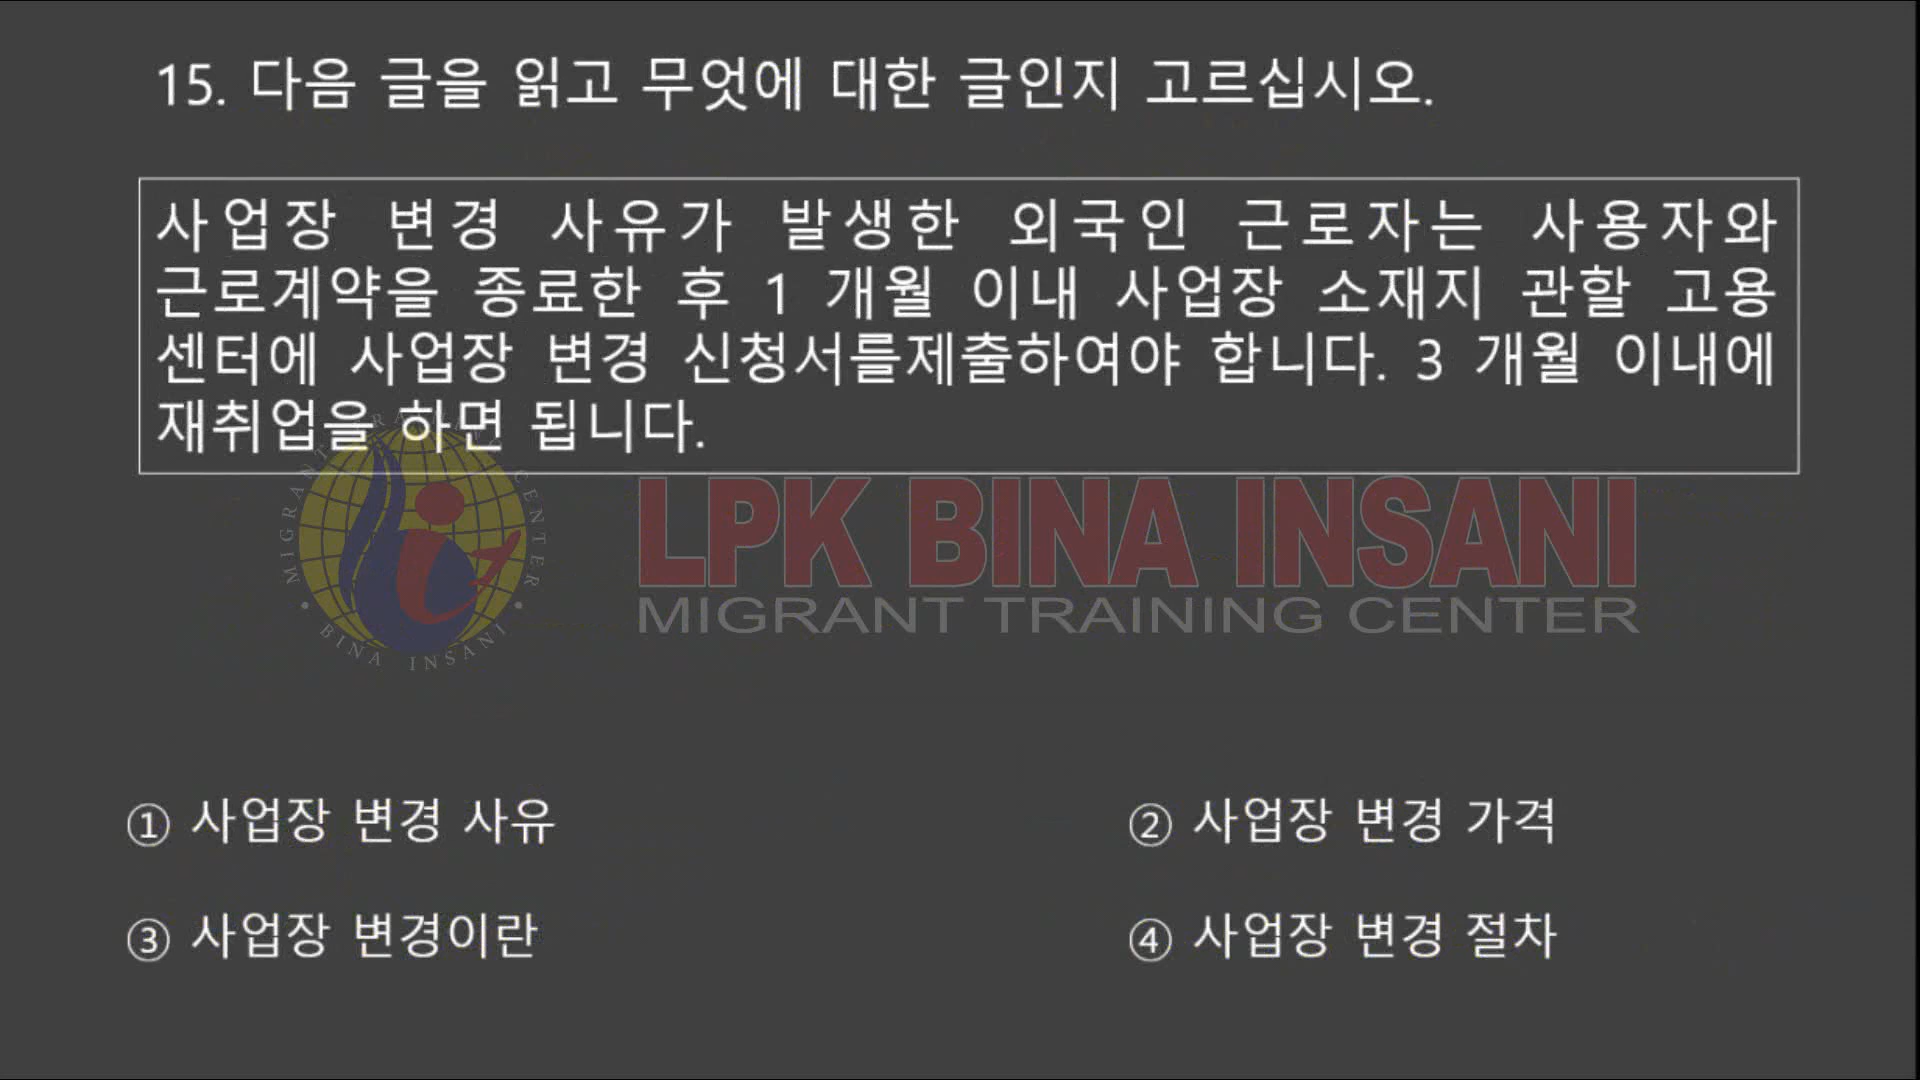 15. 다음 글을 읽고 무엇에 대한 글인지 고르십시오.
사업장 변경 사유가 발생한 외국인 근로자는 사용자와
근로계약을 종료한 후 1 개월 이내 사업장 소재지 관할 고용
센터에 사업장 변경 신청서를제출하여야 합니다. 3 개월 이내에
재취업을 하면 됩니다.
MIGRANT TRAINING CENTER
BINA INSANI
LPK BINA INSANI
MIGRANT TRAINING CENTER
① 사업장 변경 사유
② 사업장 변경 가격
③ 사업장 변경이란
④ 사업장 변경 절차